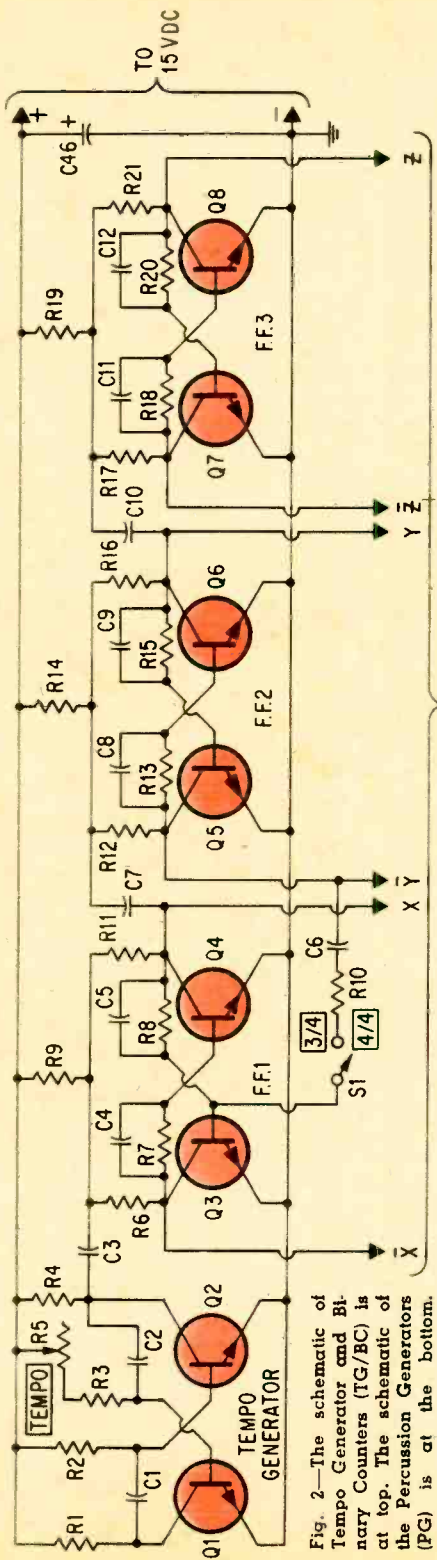 TO
15 VDC
+
C46 +
−
R1
R2
R3
R4
R5
TEMPO
C1
C2
C3
Q1
Q2
TEMPO
GENERATOR
R6
R7
R8
R9
R11
C4
C5
C7
Q3
Q4
F.F.1
X̄
X
S1
3/4
4/4
R10
C6
Ȳ
R12
R13
R14
R15
R16
C8
C9
C10
Q5
Q6
F.F.2
Y
Z̄
R17
R18
R19
R20
R21
C11
C12
Q7
Q8
F.F.3
Z
Fig. 2—The schematic of
Tempo Generator and Bi-
nary Counters (TG/BC) is
at top. The schematic of
the Percussion Generators
(PG) is at the bottom.